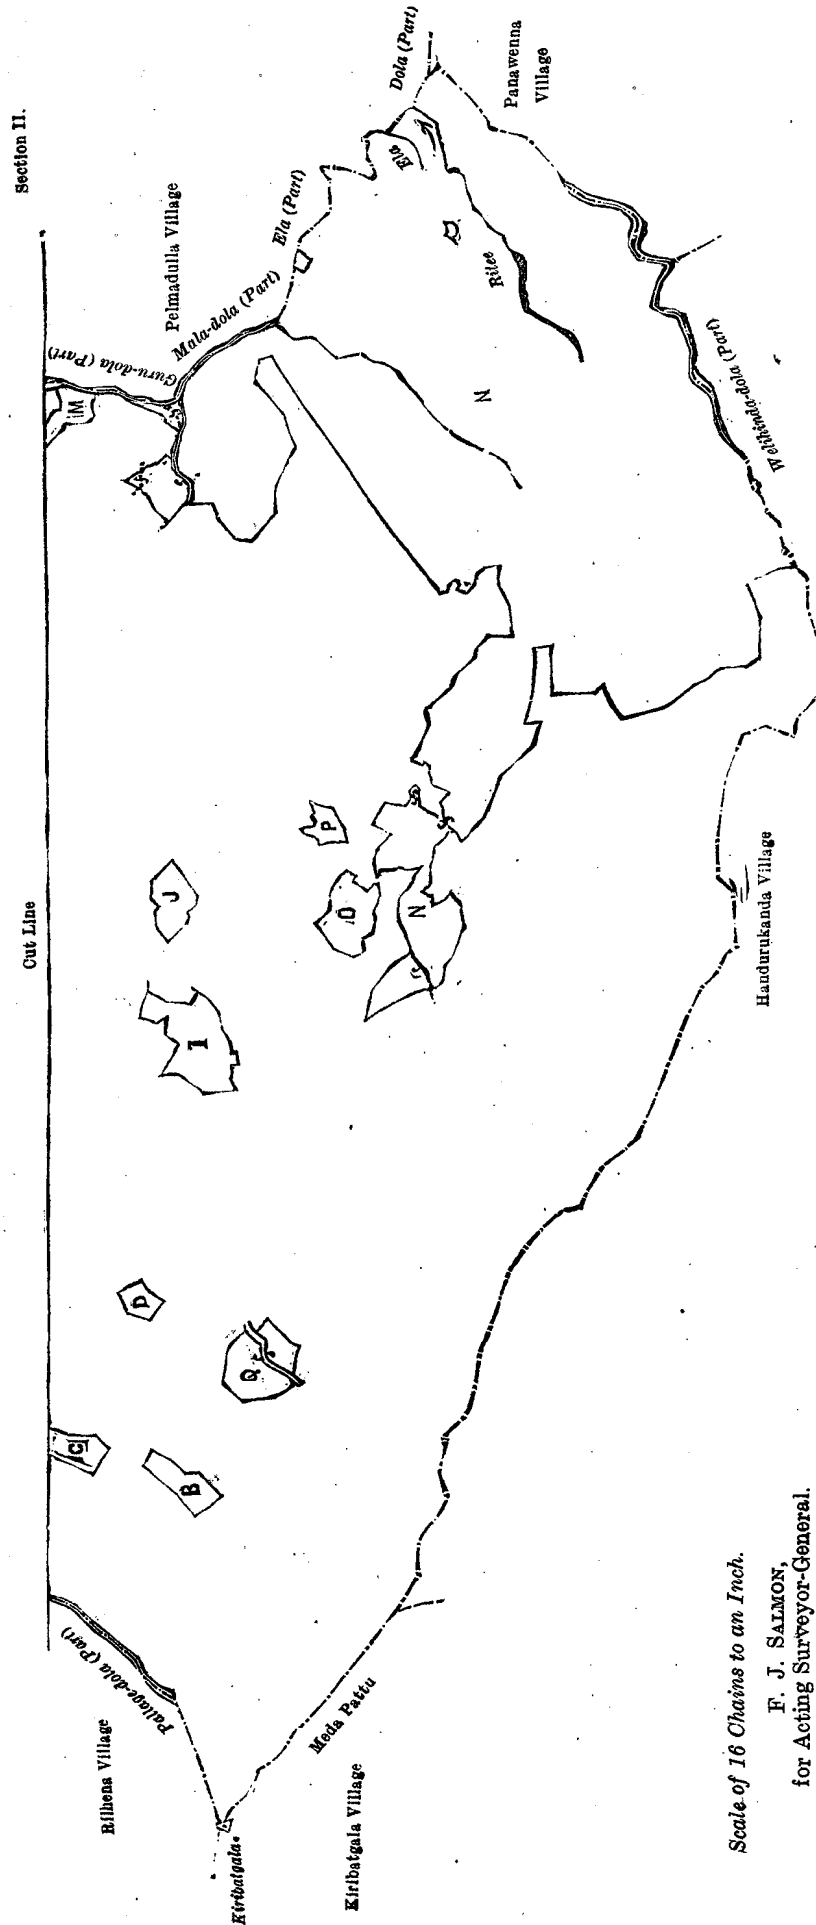 Section II.
Cut Line
Rilhena Village
Pallage-dola (Part)
Kiribatgala
Kiribatgala Village
Meda Pattu
C
B
D
Q
I
J
O
P
N
M
Guru-dola (Part)
Pelmadulla Village
Mala-dola (Part)
Ela (Part)
Dola (Part)
Ela
Panawenna
Village
N
Welihinda-dola (Part)
Handurukanda Village
Scale of 16 Chains to an Inch.
F. J. SALMON,
for Acting Surveyor-General.